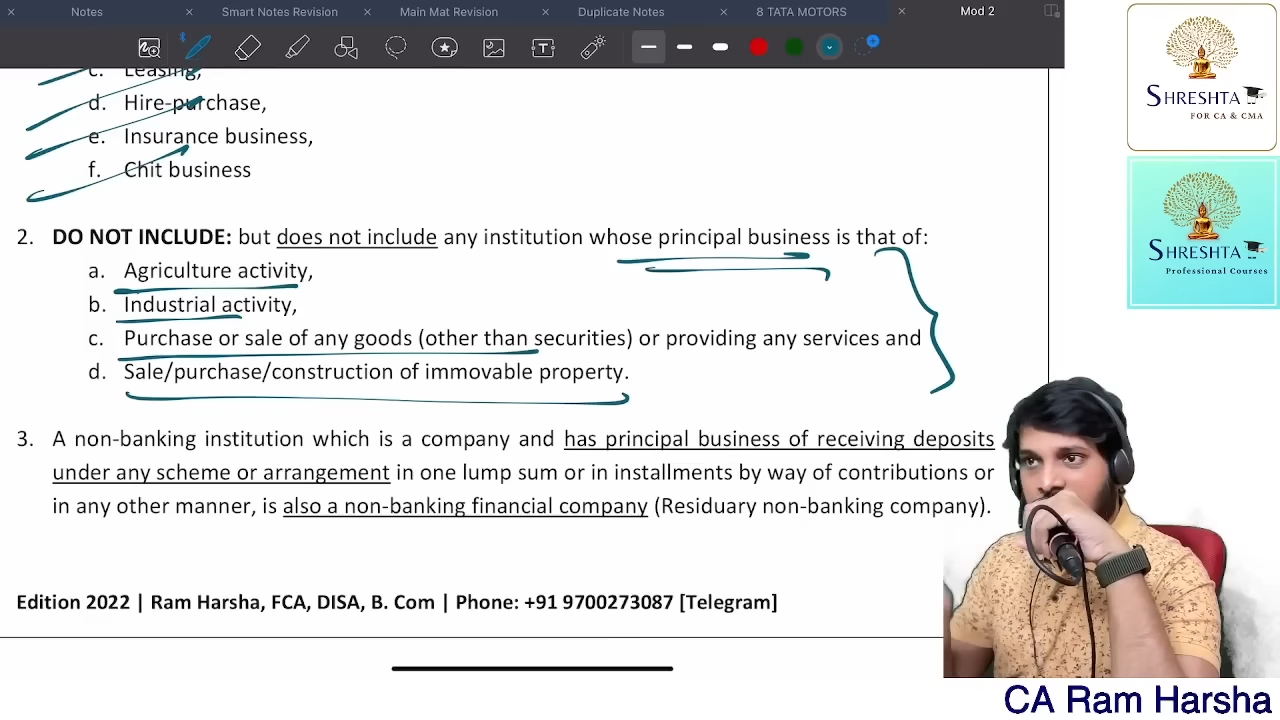 Notes
Smart Notes Revision
Main Mat Revision
Duplicate Notes
8 TATA MOTORS
Mod 2
c. Leasing,
d. Hire-purchase,
e. Insurance business,
f. Chit business
2. DO NOT INCLUDE: but does not include any institution whose principal business is that of:
a. Agriculture activity,
b. Industrial activity,
c. Purchase or sale of any goods (other than securities) or providing any services and
d. Sale/purchase/construction of immovable property.
3. A non-banking institution which is a company and has principal business of receiving deposits
under any scheme or arrangement in one lump sum or in installments by way of contributions or
in any other manner, is also a non-banking financial company (Residuary non-banking company).
Edition 2022 | Ram Harsha, FCA, DISA, B. Com | Phone: +91 9700273087 [Telegram]
SHRESHTA
FOR CA & CMA
SHRESHTA
Professional Courses
CA Ram Harsha